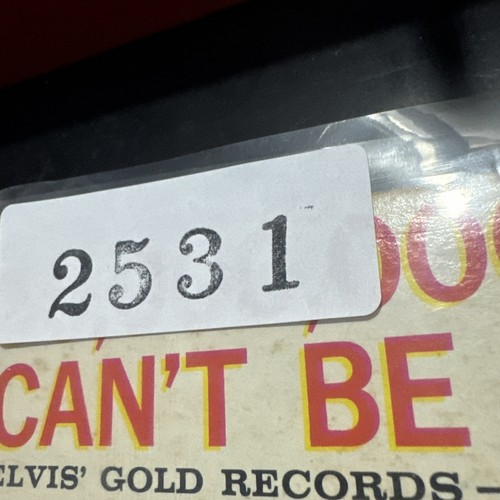 2531
CAN'T BE
ELVIS' GOLD RECORDS —